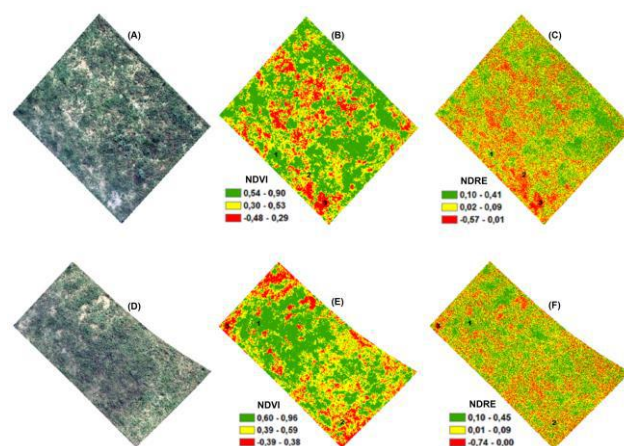 (A)
(B)
(C)
NDVI
0,54 - 0,90
0,30 - 0,53
-0,48 - 0,29
NDRE
0,10 - 0,41
0,02 - 0,09
-0,57 - 0,01
2
(D)
(E)
(F)
NDVI
0,60 - 0,96
0,39 - 0,59
-0,39 - 0,38
NDRE
0,10 - 0,45
0,01 - 0,09
-0,74 - 0,00
2